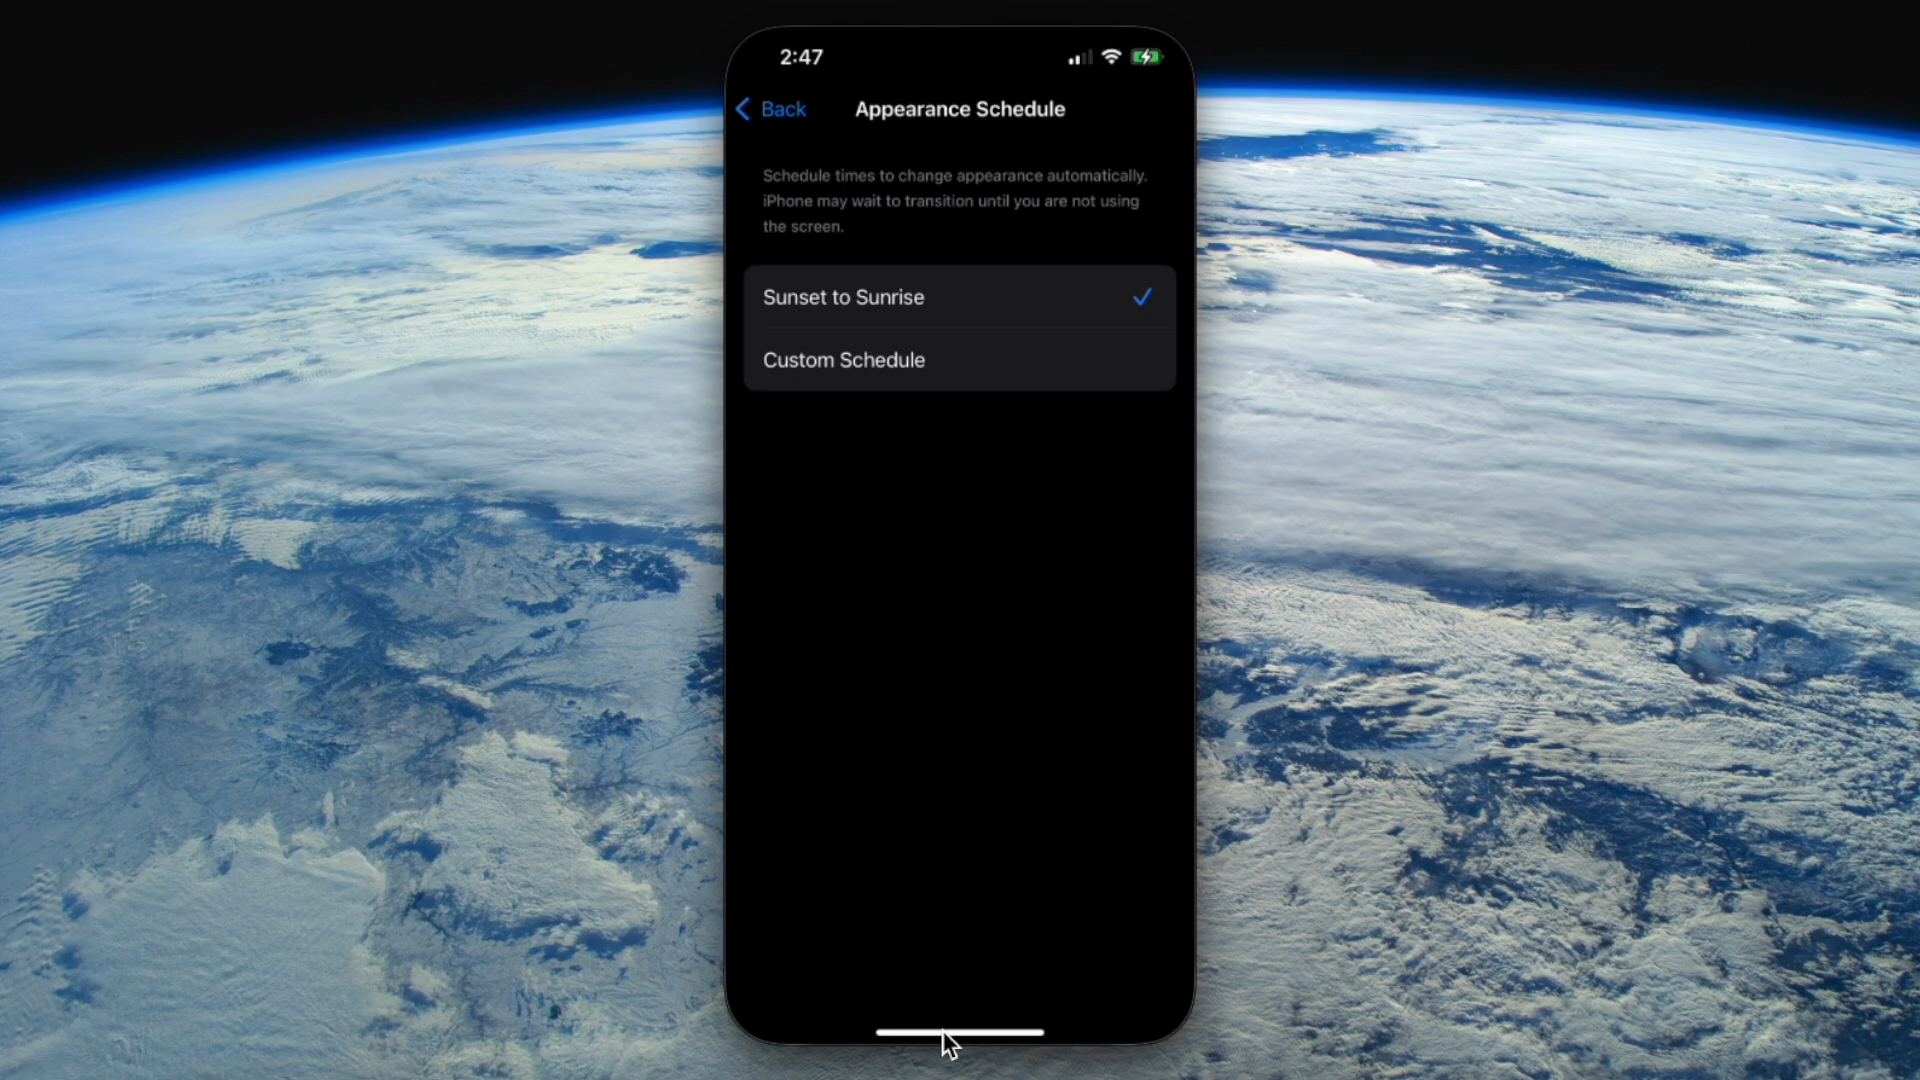 2:47
Back
Appearance Schedule
Schedule times to change appearance automatically.
iPhone may wait to transition until you are not using
the screen.
Sunset to Sunrise
Custom Schedule